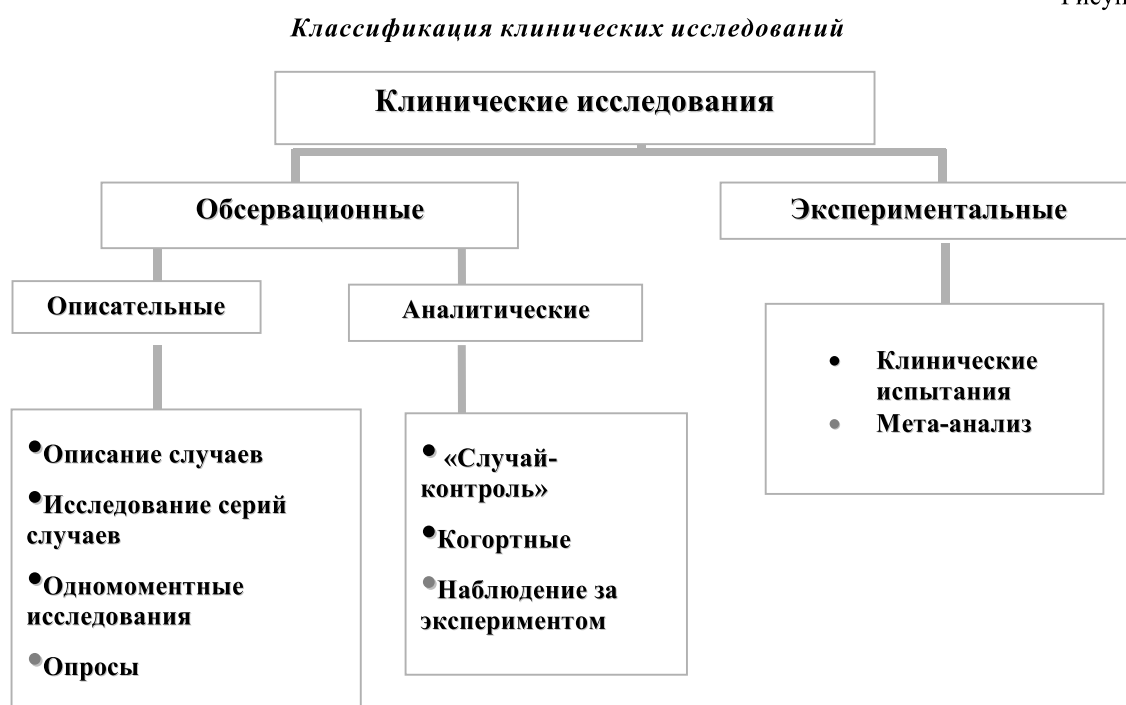 Рисун
Классификация клинических исследований
Клинические исследования
Обсервационные
Экспериментальные
Описательные
Аналитические
•Описание случаев
•Исследование серий
случаев
•Одномоментные
исследования
•Опросы
• «Случай-
контроль»
•Когортные
•Наблюдение за
экспериментом
• Клинические
испытания
• Мета-анализ